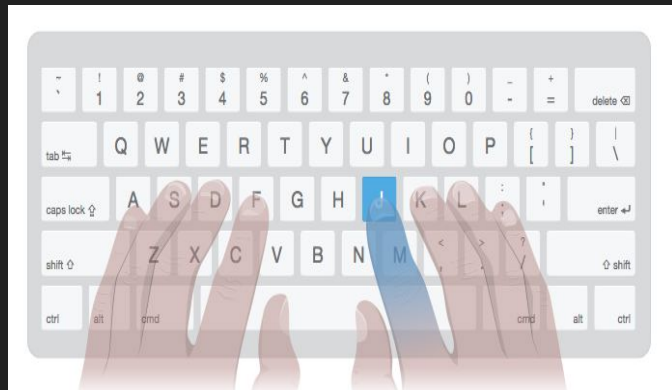 ~ ! @ # $ % ^ & * ( ) _ +
` 1 2 3 4 5 6 7 8 9 0 - = delete
tab Q W E R T Y U I O P { [ } ] | \
caps lock A S D F G H J K L : ; " ' enter
shift Z X C V B N M < , > . ? / shift
ctrl alt cmd cmd alt ctrl